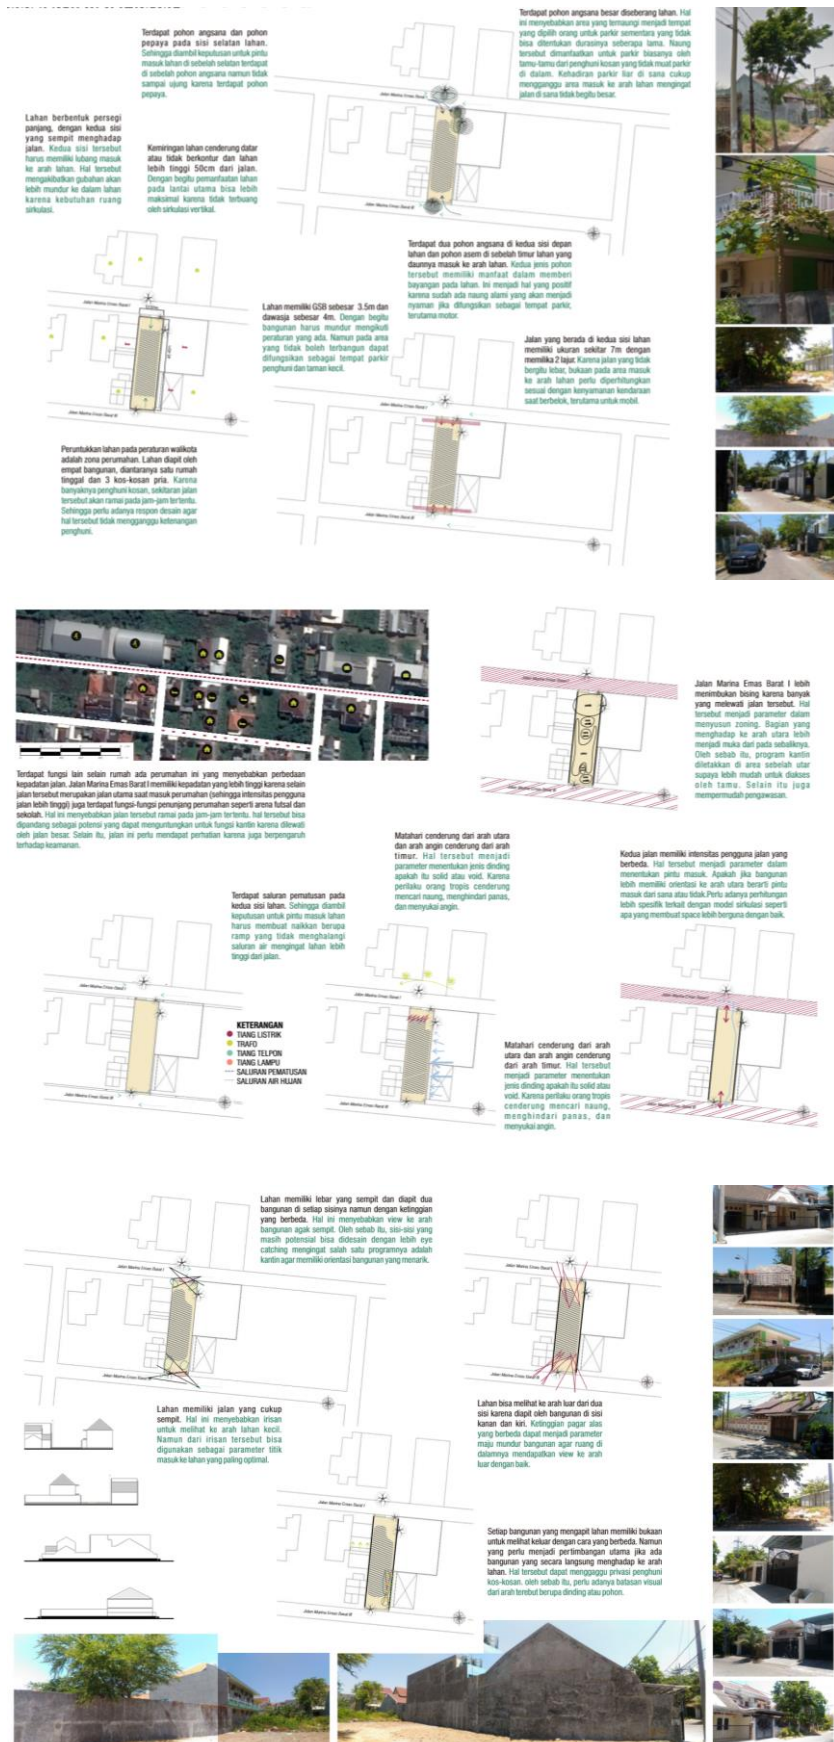 Terdapat pohon angsana dan pohon
pepaya pada sisi selatan lahan.
Sehingga diambil keputusan untuk pintu
masuk lahan di sebelah selatan terdapat
di sebelah pohon angsana namun tidak
sampai ujung karena terdapat pohon
pepaya.
Terdapat pohon angsana besar diseberang lahan. Hal
ini menyebabkan area yang ternaungi menjadi tempat
yang dipilih orang untuk parkir sementara yang tidak
bisa ditentukan durasinya seberapa lama. Naung
tersebut dimanfaatkan untuk parkir biasanya oleh
tamu-tamu dari penghuni kosan yang tidak muat parkir
di dalam. Kehadiran parkir liar di sana cukup
mengganggu area masuk ke arah lahan mengingat
jalan di sana tidak begitu besar.
Lahan berbentuk persegi
panjang, dengan kedua sisi
yang sempit menghadap
jalan. Kedua sisi tersebut
harus memiliki lubang masuk
ke arah lahan. Hal tersebut
mengakibatkan gubahan akan
lebih mundur ke dalam lahan
karena kebutuhan ruang
sirkulasi.
Kemiringan lahan cenderung datar
atau tidak berkontur dan lahan
lebih tinggi 50cm dari jalan.
Dengan begitu pemanfaatan lahan
pada lantai utama bisa lebih
maksimal karena tidak terbuang
oleh sirkulasi vertikal.
Terdapat dua pohon angsana di kedua sisi depan
lahan dan pohon asem di sebelah timur lahan yang
daunnya masuk ke arah lahan. Kedua jenis pohon
tersebut memiliki manfaat dalam memberi
bayangan pada lahan. Ini menjadi hal yang positif
karena sudah ada naung alami yang akan menjadi
nyaman jika difungsikan sebagai tempat parkir,
terutama motor.
Lahan memiliki GSB sebesar 3.5m dan
dawasja sebesar 4m. Dengan begitu
bangunan harus mundur mengikuti
peraturan yang ada. Namun pada area
yang tidak boleh terbangun dapat
difungsikan sebagai tempat parkir
penghuni dan taman kecil.
Jalan yang berada di kedua sisi lahan
memiliki ukuran sekitar 7m dengan
memilika 2 lajur. Karena jalan yang tidak
bergitu lebar, bukaan pada area masuk
ke arah lahan perlu diperhitungkan
sesuai dengan kenyamanan kendaraan
saat berbelok, terutama untuk mobil.
Peruntukkan lahan pada peraturan walikota
adalah zona perumahan. Lahan diapit oleh
empat bangunan, diantaranya satu rumah
tinggal dan 3 kos-kosan pria. Karena
banyaknya penghuni kosan, sekitaran jalan
tersebut akan ramai pada jam-jam tertentu.
Sehingga perlu adanya respon desain agar
hal tersebut tidak mengganggu ketenangan
penghuni.
Jalan Marina Emas Barat I lebih
menimbukan bising karena banyak
yang melewati jalan tersebut. Hal
tersebut menjadi parameter dalam
menyusun zoning. Bagian yang
menghadap ke arah utara lebih
menjadi muka dari pada sebaliknya.
Oleh sebab itu, program kantin
diletakkan di area sebelah utar
supaya lebih mudah untuk diakses
oleh tamu. Selain itu juga
mempermudah pengawasan.
Terdapat fungsi lain selain rumah ada perumahan ini yang menyebabkan perbedaan
kepadatan jalan. Jalan Marina Emas Barat I memiliki kepadatan yang lebih tinggi karena selain
jalan tersebut merupakan jalan utama saat masuk perumahan (sehingga intensitas pengguna
jalan lebih tinggi) juga terdapat fungsi-fungsi penunjang perumahan seperti arena futsal dan
sekolah. Hal ini menyebabkan jalan tersebut ramai pada jam-jam tertentu. hal tersebut bisa
dipandang sebagai potensi yang dapat menguntungkan untuk fungsi kantin karena dilewati
oleh jalan besar. Selain itu, jalan ini perlu mendapat perhatian karena juga berpengaruh
terhadap keamanan.
Matahari cenderung dari arah utara
dan arah angin cenderung dari arah
timur. Hal tersebut menjadi
parameter menentukan jenis dinding
apakah itu solid atau void. Karena
perilaku orang tropis cenderung
mencari naung, menghindari panas,
dan menyukai angin.
Kedua jalan memiliki intensitas pengguna jalan yang
berbeda. Hal tersebut menjadi parameter dalam
menentukan pintu masuk. Apakah jika bangunan
lebih memiliki orientasi ke arah utara berarti pintu
masuk dari sana atau tidak.Perlu adanya perhitungan
lebih spesifik terkait dengan model sirkulasi seperti
apa yang membuat space lebih berguna dengan baik.
Terdapat saluran pematusan pada
kedua sisi lahan. Sehingga diambil
keputusan untuk pintu masuk lahan
harus membuat naikkan berupa
ramp yang tidak menghalangi
saluran air mengingat lahan lebih
tinggi dari jalan.
KETERANGAN
TIANG LISTRIK
TRAFO
TIANG TELPON
TIANG LAMPU
SALURAN PEMATUSAN
SALURAN AIR HUJAN
Matahari cenderung dari arah
utara dan arah angin cenderung
dari arah timur. Hal tersebut
menjadi parameter menentukan
jenis dinding apakah itu solid atau
void. Karena perilaku orang tropis
cenderung mencari naung,
menghindari panas, dan
menyukai angin.
Lahan memiliki lebar yang sempit dan diapit dua
bangunan di setiap sisinya namun dengan ketinggian
yang berbeda. Hal ini menyebabkan view ke arah
bangunan agak sempit. Oleh sebab itu, sisi-sisi yang
masih potensial bisa didesain dengan lebih eye
catching mengingat salah satu programnya adalah
kantin agar memiliki orientasi bangunan yang menarik.
Lahan memiliki jalan yang cukup
sempit. Hal ini menyebabkan irisan
untuk melihat ke arah lahan kecil.
Namun dari irisan tersebut bisa
digunakan sebagai parameter titik
masuk ke lahan yang paling optimal.
Lahan bisa melihat ke arah luar dari dua
sisi karena diapit oleh bangunan di sisi
kanan dan kiri. Ketinggian pagar alas
yang berbeda dapat menjadi parameter
maju mundur bangunan agar ruang di
dalamnya mendapatkan view ke arah
luar dengan baik.
Setiap bangunan yang mengapit lahan memiliki bukaan
untuk melihat keluar dengan cara yang berbeda. Namun
yang perlu menjadi pertimbangan utama jika ada
bangunan yang secara langsung menghadap ke arah
lahan. Hal tersebut dapat menggaggu privasi penghuni
kos-kosan. oleh sebab itu, perlu adanya batasan visual
dari arah terebut berupa dinding atau pohon.